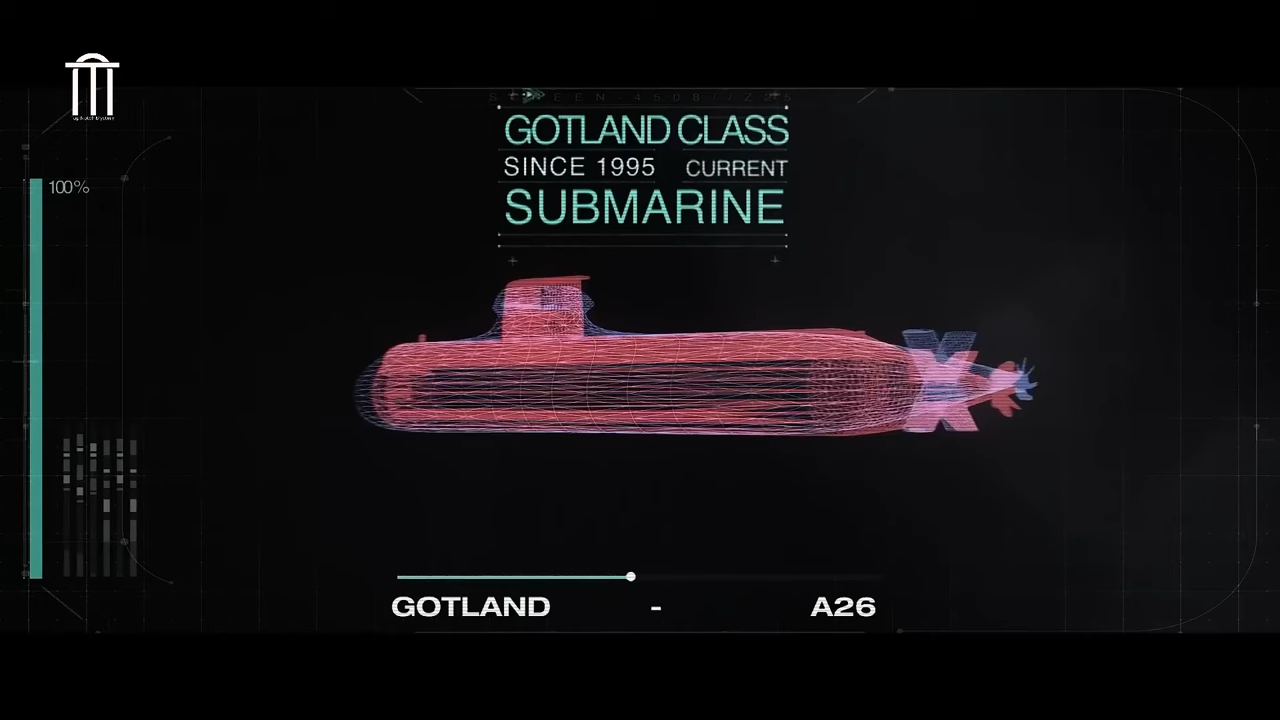 GOTLAND CLASS
SINCE 1995 CURRENT
SUBMARINE
100%
GOTLAND - A26